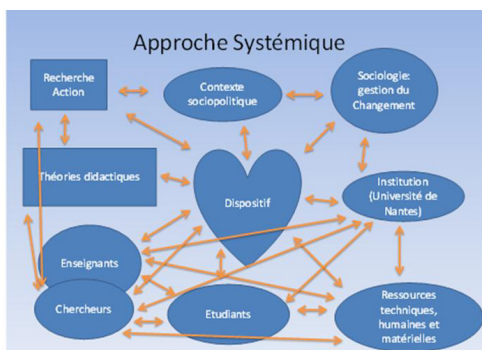 Approche Systémique
Recherche
Action
Contexte
sociopolitique
Sociologie:
gestion du
Changement
Théories didactiques
Dispositif
Institution
(Université de
Nantes)
Enseignants
Chercheurs
Etudiants
Ressources
techniques,
humaines et
matérielles